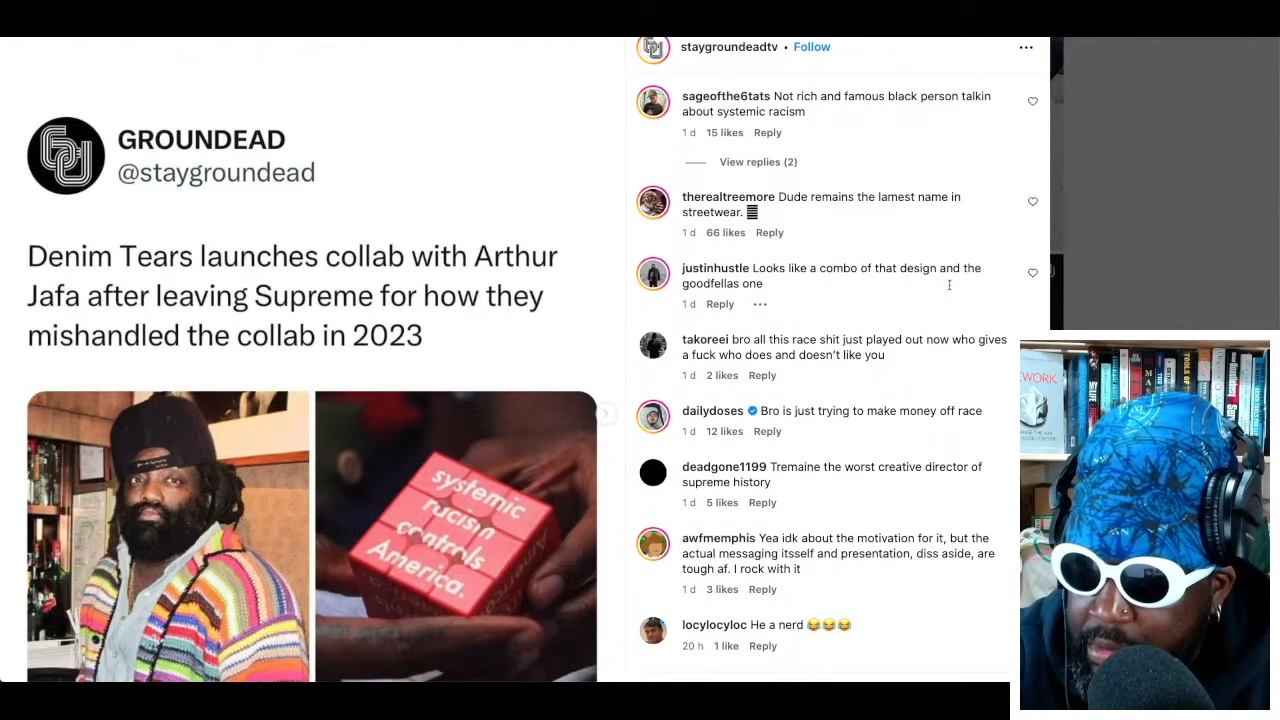 staygroundeadtv • Follow
GROUNDEAD
@staygroundead
Denim Tears launches collab with Arthur
Jafa after leaving Supreme for how they
mishandled the collab in 2023
systemic
racism
controls
America.
sageofthe6tats Not rich and famous black person talkin
about systemic racism
1 d 15 likes Reply
View replies (2)
therealtreemore Dude remains the lamest name in
streetwear.
1 d 66 likes Reply
justinhustle Looks like a combo of that design and the
goodfellas one
1 d Reply
takoreei bro all this race shit just played out now who gives
a fuck who does and doesn't like you
1 d 2 likes Reply
dailydoses Bro is just trying to make money off race
1 d 12 likes Reply
deadgone1199 Tremaine the worst creative director of
supreme history
1 d 5 likes Reply
awfmemphis Yea idk about the motivation for it, but the
actual messaging itsself and presentation, diss aside, are
tough af. I rock with it
1 d 3 likes Reply
locylocyloc He a nerd 😂😂😂
20 h 1 like Reply
WORK